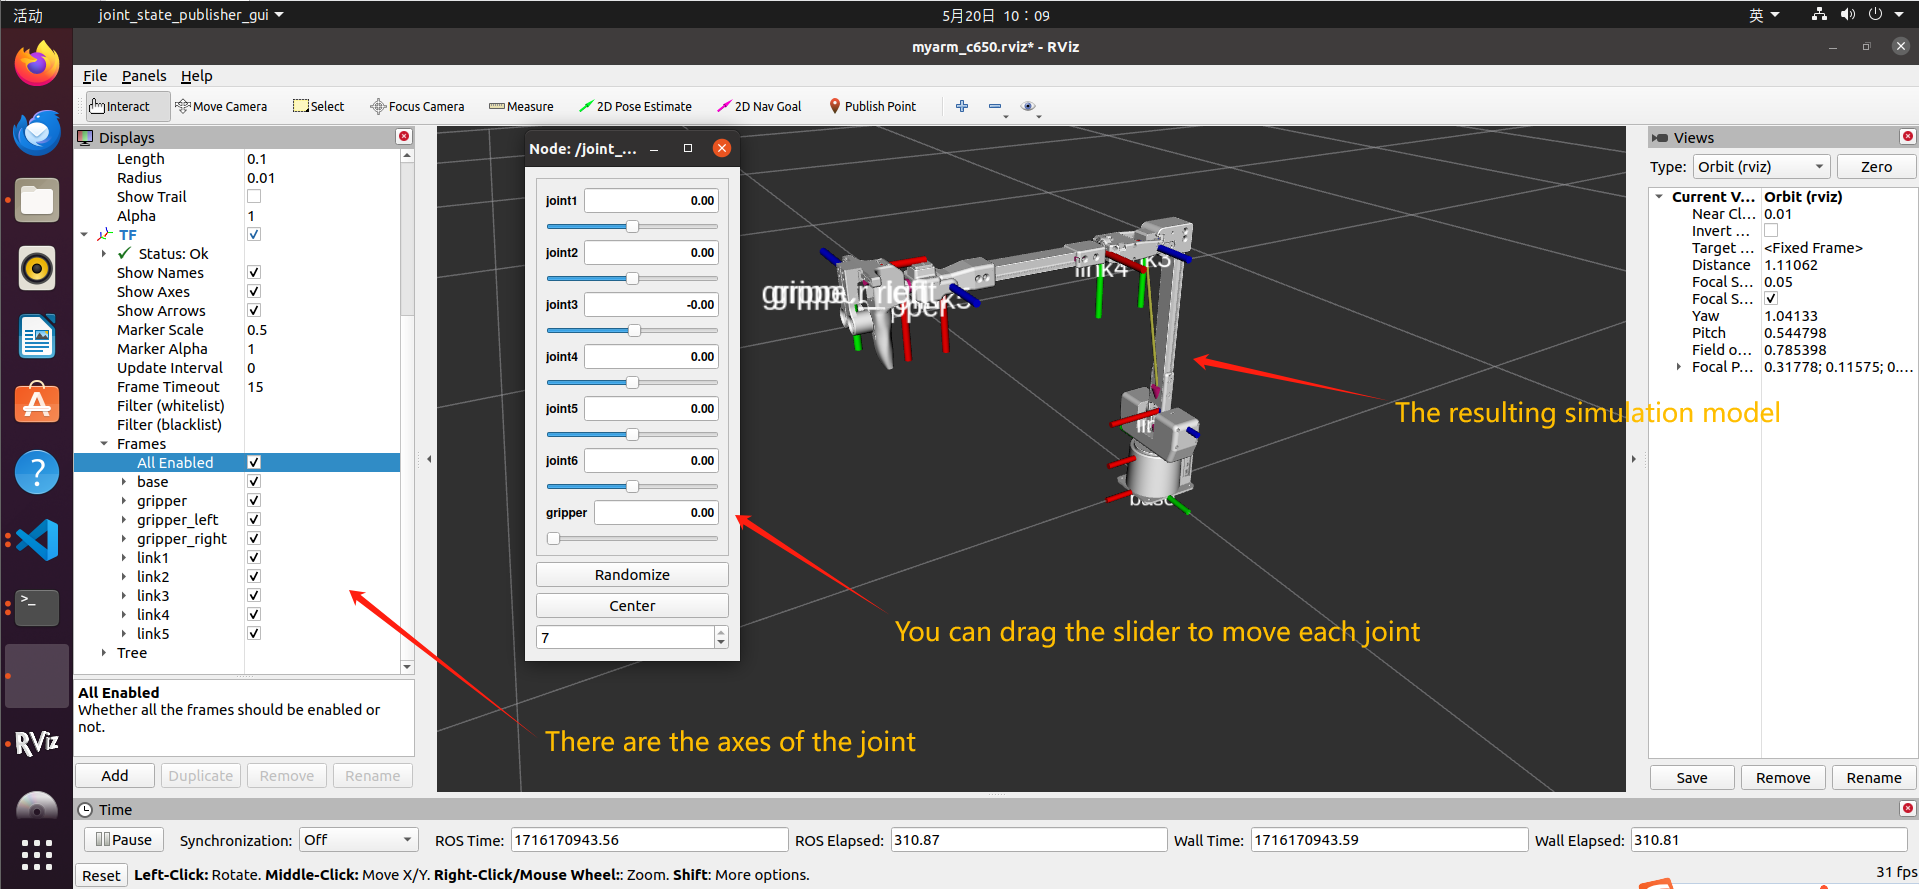 活动
joint_state_publisher_gui
5月20日 10：09
英
myarm_c650.rviz* - RViz
File Panels Help
Interact Move Camera Select Focus Camera Measure 2D Pose Estimate 2D Nav Goal Publish Point
Displays
Length 0.1
Radius 0.01
Show Trail
Alpha 1
TF
Status: Ok
Show Names
Show Axes
Show Arrows
Marker Scale 0.5
Marker Alpha 1
Update Interval 0
Frame Timeout 15
Filter (whitelist)
Filter (blacklist)
Frames
All Enabled
base
gripper
gripper_left
gripper_right
link1
link2
link3
link4
link5
Tree
All Enabled
Whether all the frames should be enabled or
not.
Add Duplicate Remove Rename
Node: /joint_...
joint1 0.00
joint2 0.00
joint3 -0.00
joint4 0.00
joint5 0.00
joint6 0.00
gripper 0.00
Randomize
Center
7
link4
base
The resulting simulation model
You can drag the slider to move each joint
There are the axes of the joint
Views
Type: Orbit (rviz) Zero
Current V... Orbit (rviz)
Near Cl... 0.01
Invert ...
Target ... <Fixed Frame>
Distance 1.11062
Focal S... 0.05
Focal S...
Yaw 1.04133
Pitch 0.544798
Field o... 0.785398
Focal P... 0.31778; 0.11575; 0....
Save Remove Rename
Time
Pause Synchronization: Off ROS Time: 1716170943.56 ROS Elapsed: 310.87 Wall Time: 1716170943.59 Wall Elapsed: 310.81
Reset Left-Click: Rotate. Middle-Click: Move X/Y. Right-Click/Mouse Wheel:: Zoom. Shift: More options.
31 fps
RViz